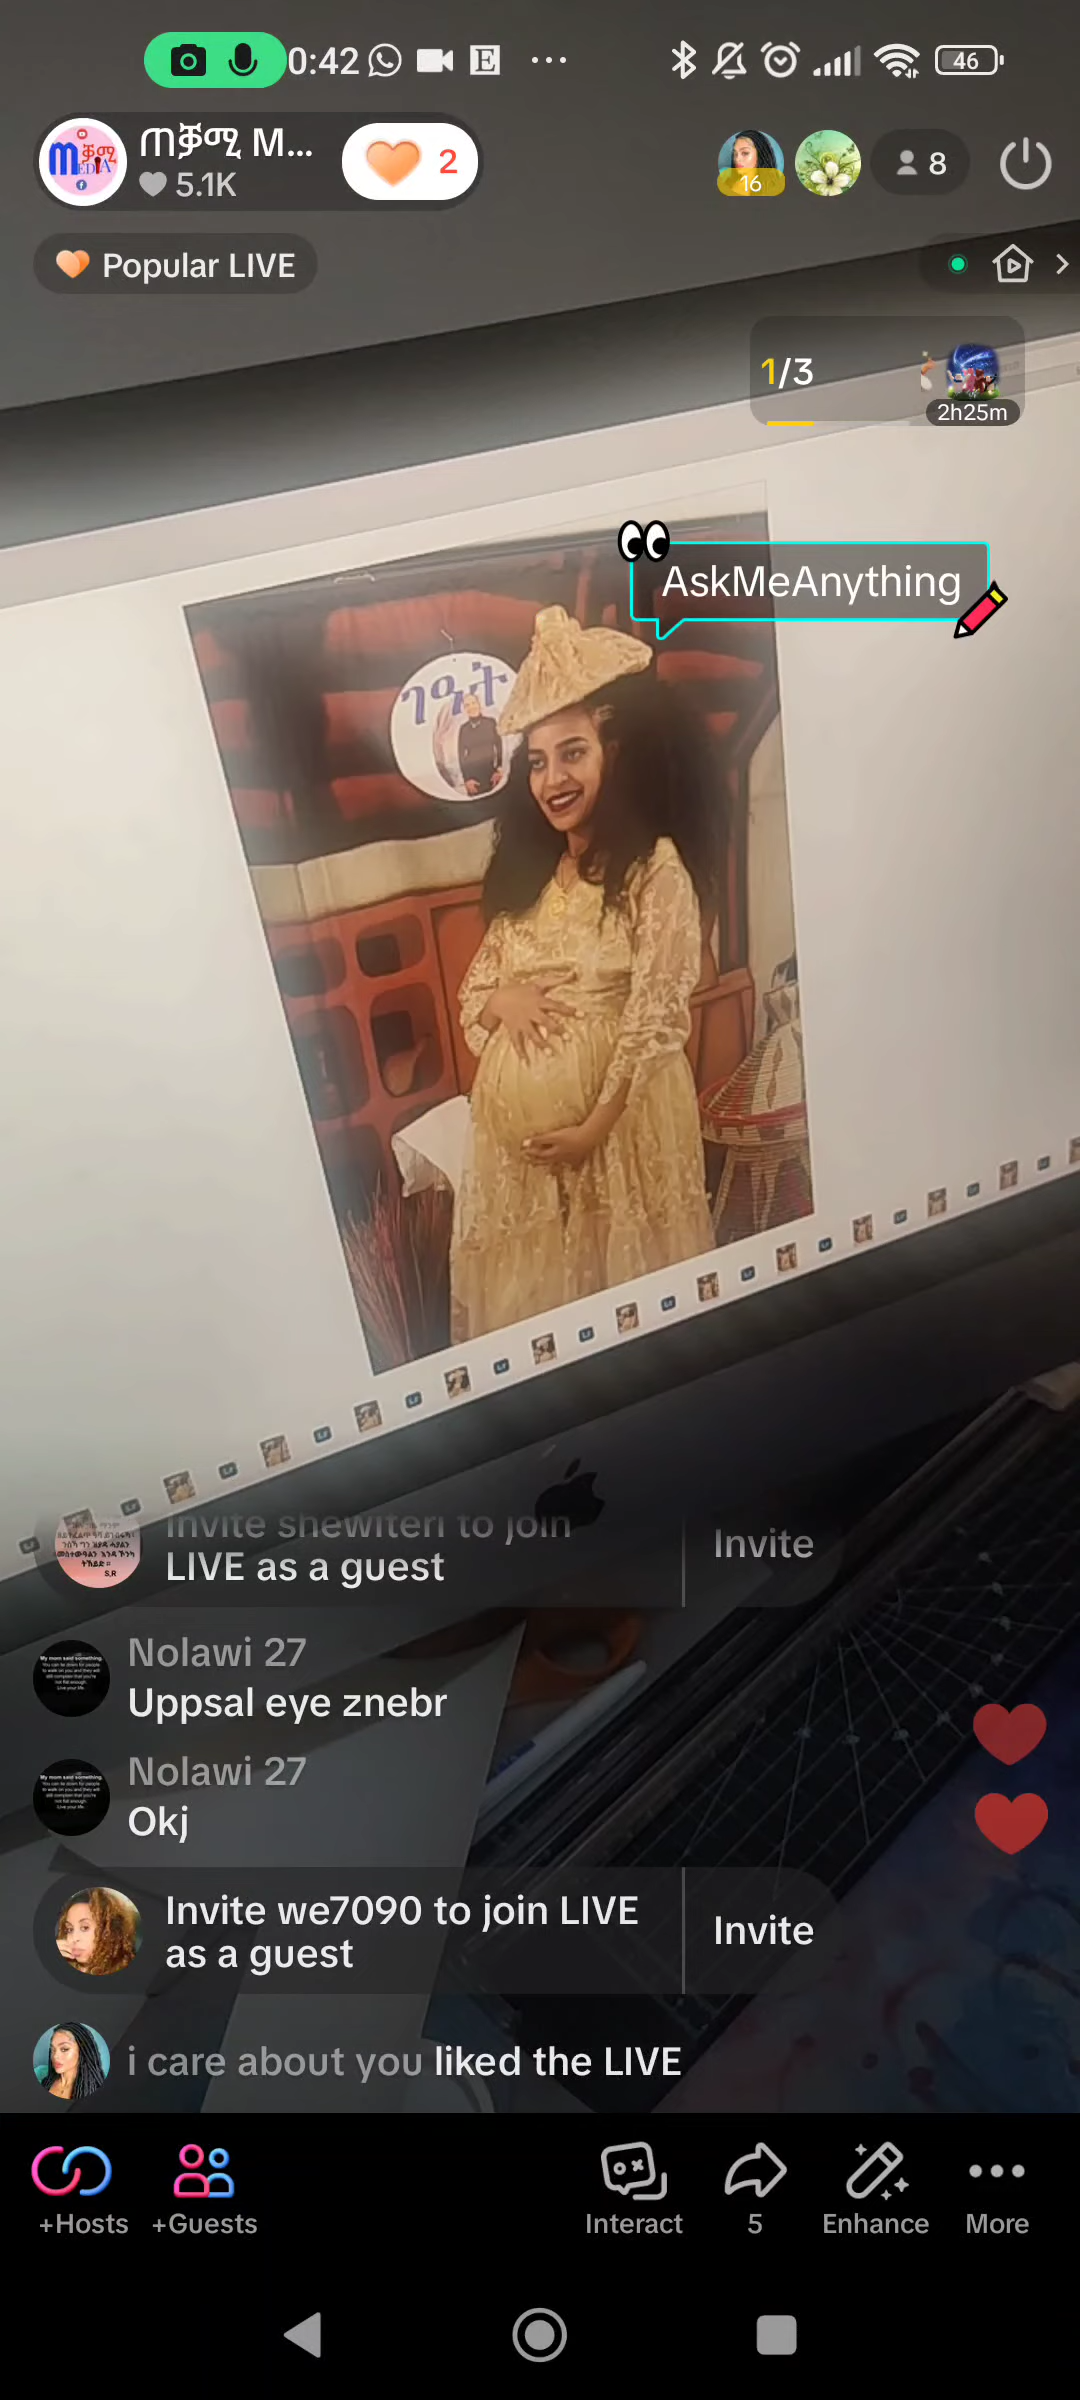 0:42
46
ጠቓሚ M...
5.1K
2
16
8
Popular LIVE
1/3
2h25m
AskMeAnything
ገዓት
Invite shewiteri to join
LIVE as a guest
Invite
Nolawi 27
Uppsal eye znebr
Nolawi 27
Okj
Invite we7090 to join LIVE
as a guest
Invite
i care about you liked the LIVE
+Hosts
+Guests
Interact
5
Enhance
More